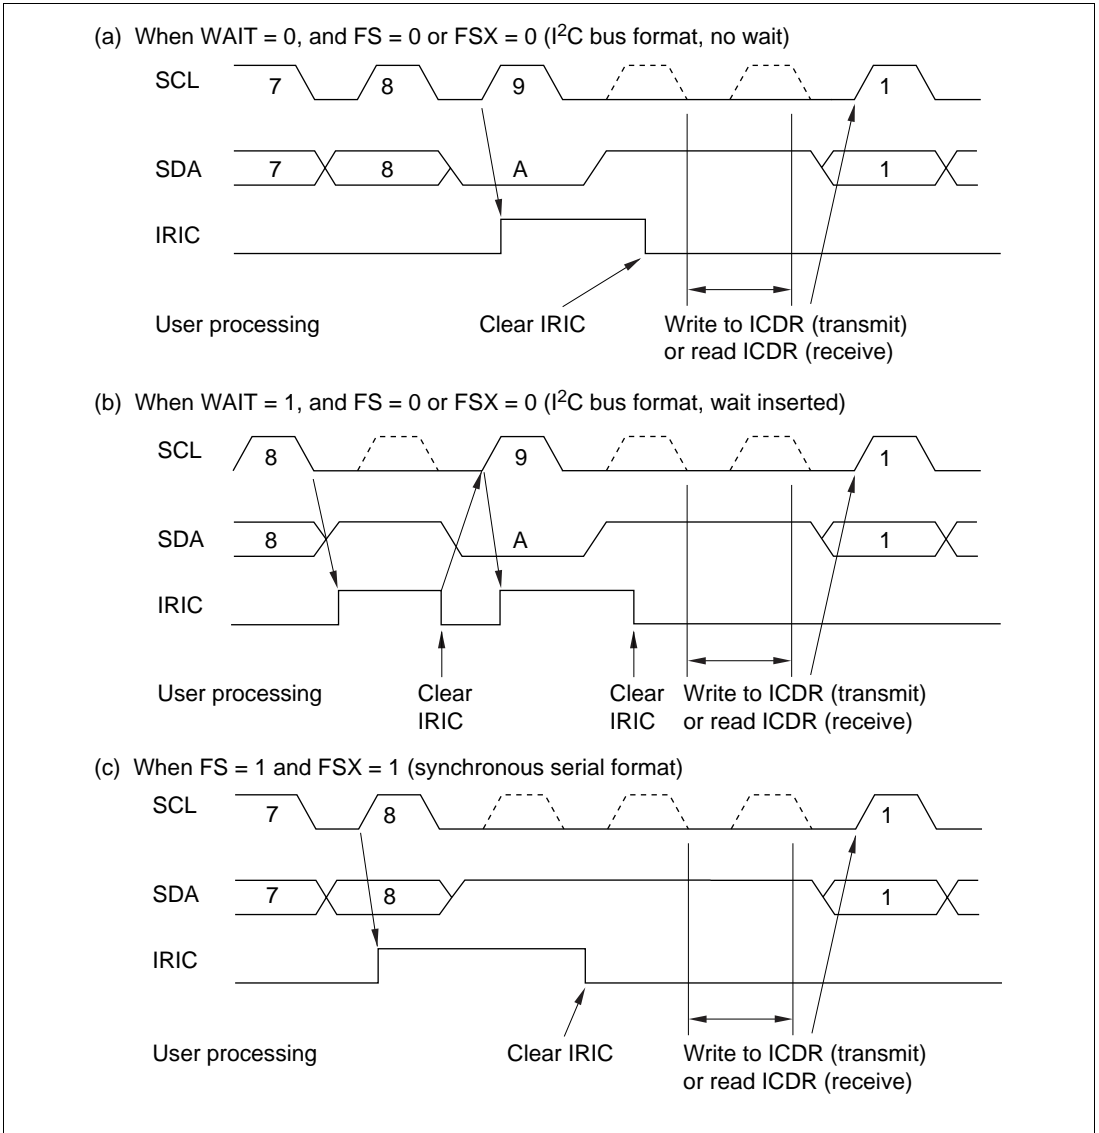 (a) When WAIT = 0, and FS = 0 or FSX = 0 (I²C bus format, no wait)
SCL 7 8 9 1
SDA 7 8 A 1
IRIC
User processing Clear IRIC Write to ICDR (transmit)
or read ICDR (receive)
(b) When WAIT = 1, and FS = 0 or FSX = 0 (I²C bus format, wait inserted)
SCL 8 9 1
SDA 8 A 1
IRIC
User processing Clear Clear Write to ICDR (transmit)
IRIC IRIC or read ICDR (receive)
(c) When FS = 1 and FSX = 1 (synchronous serial format)
SCL 7 8 1
SDA 7 8 1
IRIC
User processing Clear IRIC Write to ICDR (transmit)
or read ICDR (receive)